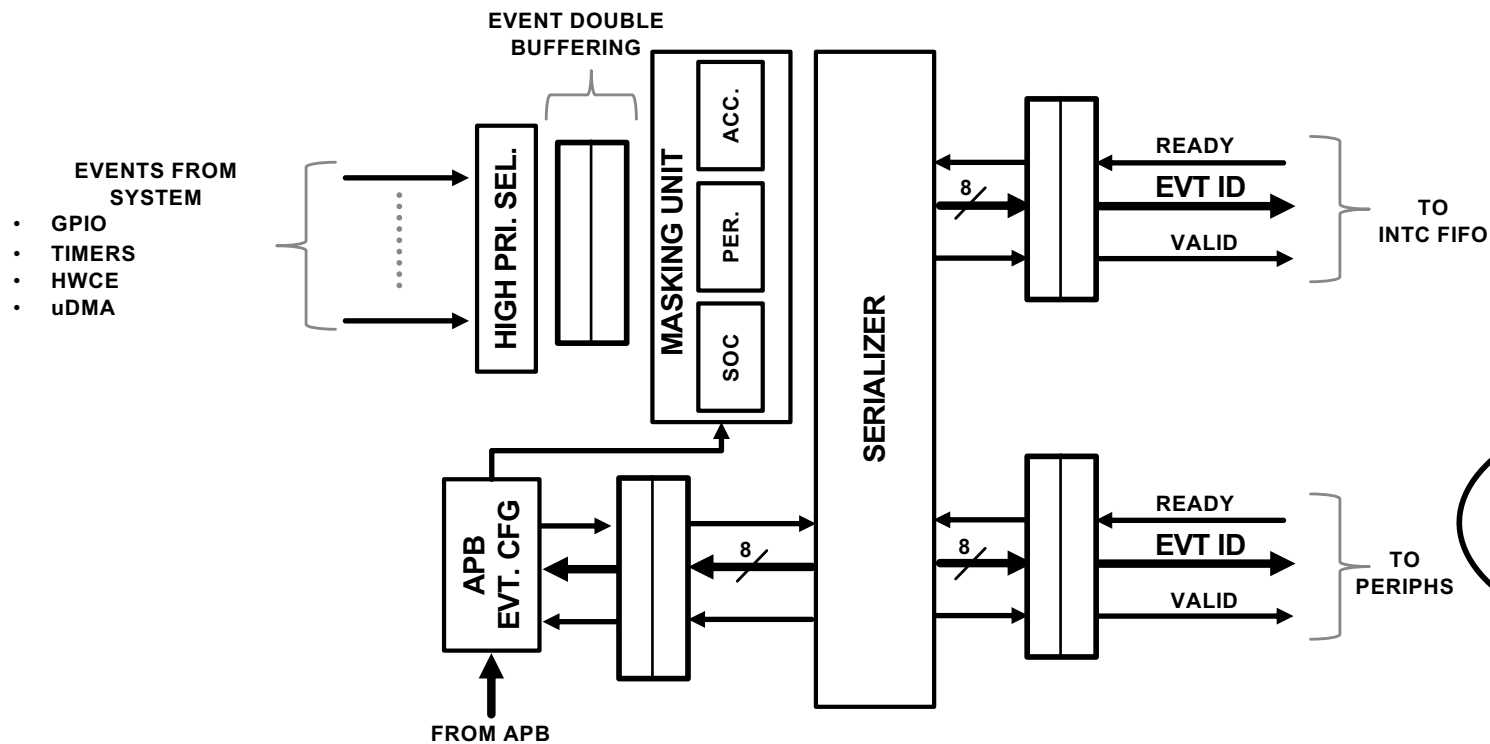 EVENT DOUBLE
BUFFERING
EVENTS FROM
SYSTEM
• GPIO
• TIMERS
• HWCE
• uDMA
HIGH PRI. SEL.
MASKING UNIT
ACC.
PER.
SOC
SERIALIZER
8
READY
EVT ID
VALID
TO
INTC FIFO
APB
EVT. CFG
8
FROM APB
8
READY
EVT ID
VALID
TO
PERIPHS